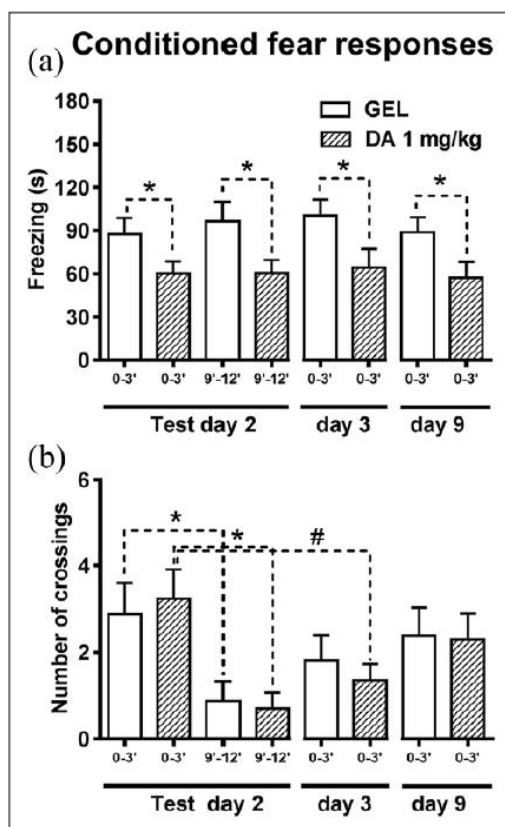 Conditioned fear responses
(a)
180
150
120
90
60
30
0
Freezing (s)
GEL
DA 1 mg/kg
* * * *
0-3' 0-3' 9'-12' 9'-12' 0-3' 0-3' 0-3' 0-3'
Test day 2 day 3 day 9
(b)
6
4
2
0
Number of crossings
* * #
0-3' 0-3' 9'-12' 9'-12' 0-3' 0-3' 0-3' 0-3'
Test day 2 day 3 day 9